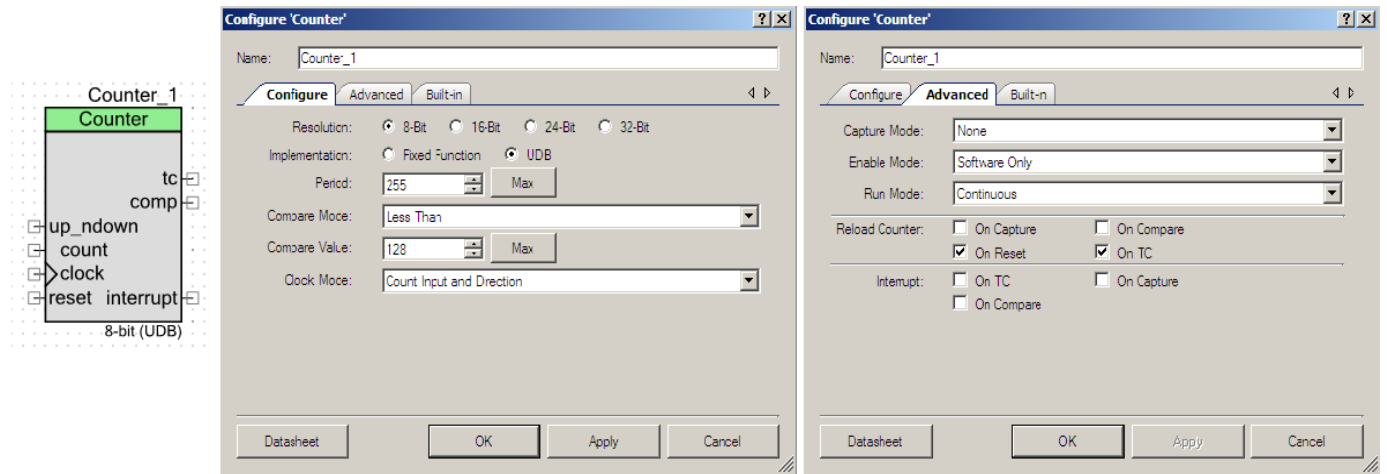 Counter_1
Counter
tc
comp
up_ndown
count
clock
reset interrupt
8-bit (UDB)
Configure 'Counter'
Name: Counter_1
Configure Advanced Built-in
Resolution: 8-Bit 16-Bit 24-Bit 32-Bit
Implementation: Fixed Function UDB
Period: 255 Max
Compare Mode: Less Than
Compare Value: 128 Max
Clock Mode: Count Input and Direction
Datasheet OK Apply Cancel
Configure 'Counter'
Name: Counter_1
Configure Advanced Built-n
Capture Mode: None
Enable Mode: Software Only
Run Mode: Continuous
Reload Counter: On Capture On Compare
On Reset On TC
Interrupt: On TC On Capture
On Compare
Datasheet OK Apply Cancel